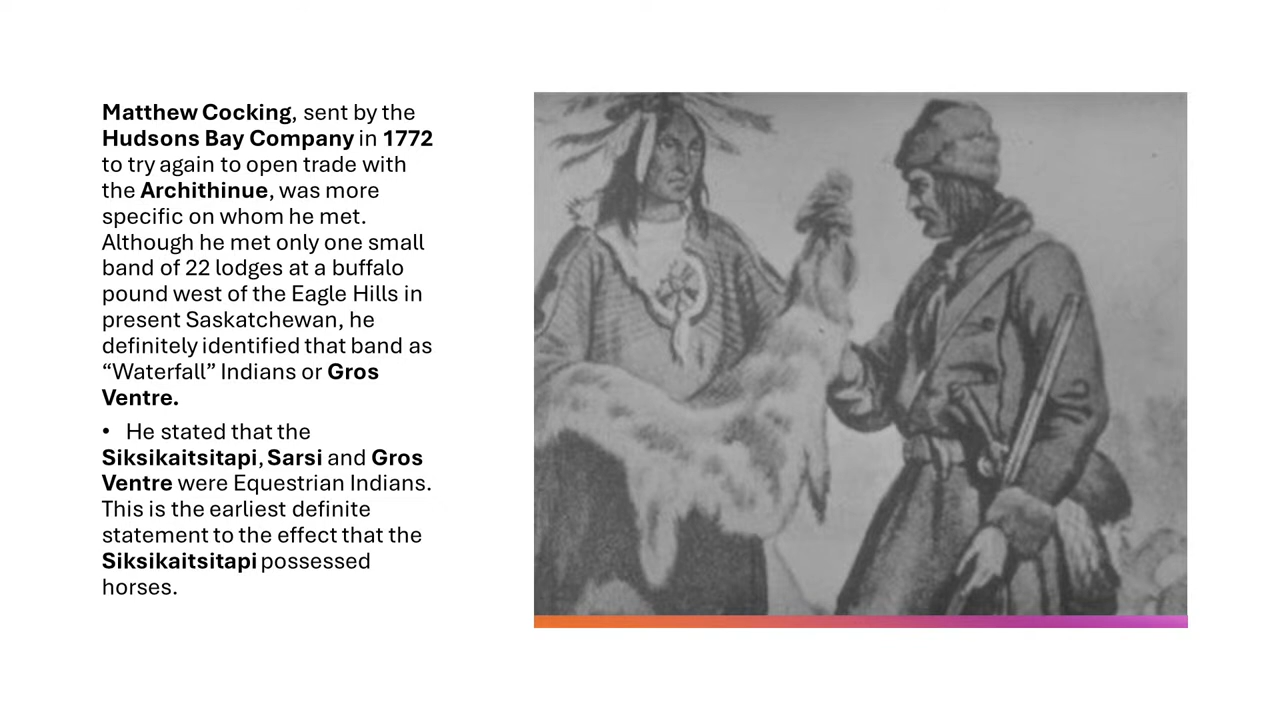 Matthew Cocking, sent by the
Hudsons Bay Company in 1772
to try again to open trade with
the Archithinue, was more
specific on whom he met.
Although he met only one small
band of 22 lodges at a buffalo
pound west of the Eagle Hills in
present Saskatchewan, he
definitely identified that band as
“Waterfall” Indians or Gros
Ventre.
• He stated that the
Siksikaitsitapi, Sarsi and Gros
Ventre were Equestrian Indians.
This is the earliest definite
statement to the effect that the
Siksikaitsitapi possessed
horses.